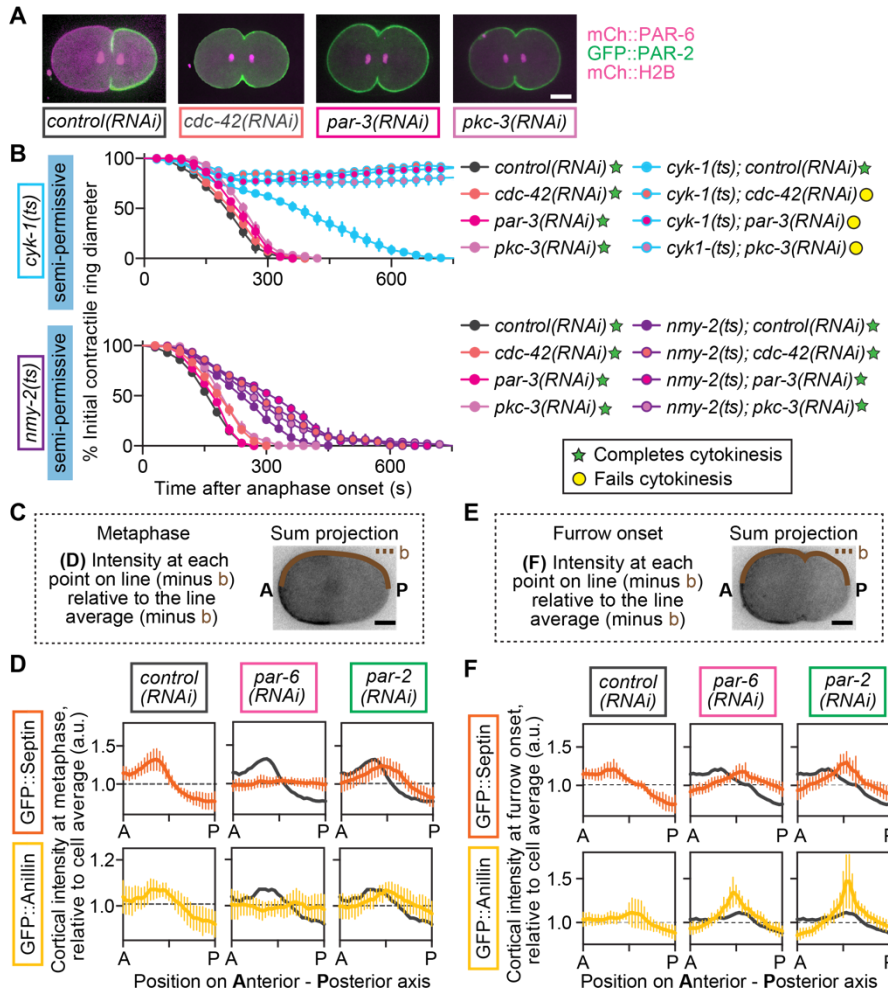 A
mCh::PAR-6
GFP::PAR-2
mCh::H2B
control(RNAi)
cdc-42(RNAi)
par-3(RNAi)
pkc-3(RNAi)
B
cyk-1(ts)
semi-permissive
% Initial contractile ring diameter
100
50
0
0
300
600
control(RNAi)
cdc-42(RNAi)
par-3(RNAi)
pkc-3(RNAi)
cyk-1(ts); control(RNAi)
cyk-1(ts); cdc-42(RNAi)
cyk-1(ts); par-3(RNAi)
cyk1-(ts); pkc-3(RNAi)
nmy-2(ts)
semi-permissive
100
50
0
0
300
600
Time after anaphase onset (s)
control(RNAi)
cdc-42(RNAi)
par-3(RNAi)
pkc-3(RNAi)
nmy-2(ts); control(RNAi)
nmy-2(ts); cdc-42(RNAi)
nmy-2(ts); par-3(RNAi)
nmy-2(ts); pkc-3(RNAi)
Completes cytokinesis
Fails cytokinesis
C
Metaphase
(D) Intensity at each
point on line (minus b)
relative to the line
average (minus b)
Sum projection
b
A
P
E
Furrow onset
(F) Intensity at each
point on line (minus b)
relative to the line
average (minus b)
Sum projection
b
A
P
D
control
(RNAi)
par-6
(RNAi)
par-2
(RNAi)
GFP::Septin
GFP::Anillin
Cortical intensity at metaphase,
relative to cell average (a.u.)
1.5
1.0
A P
A P
A P
1.2
1.0
A P
A P
A P
Position on Anterior - Posterior axis
F
control
(RNAi)
par-6
(RNAi)
par-2
(RNAi)
GFP::Septin
GFP::Anillin
Cortical intensity at furrow onset,
relative to cell average (a.u.)
1.5
1.0
A P
A P
A P
1.5
1.0
A P
A P
A P
Position on Anterior - Posterior axis